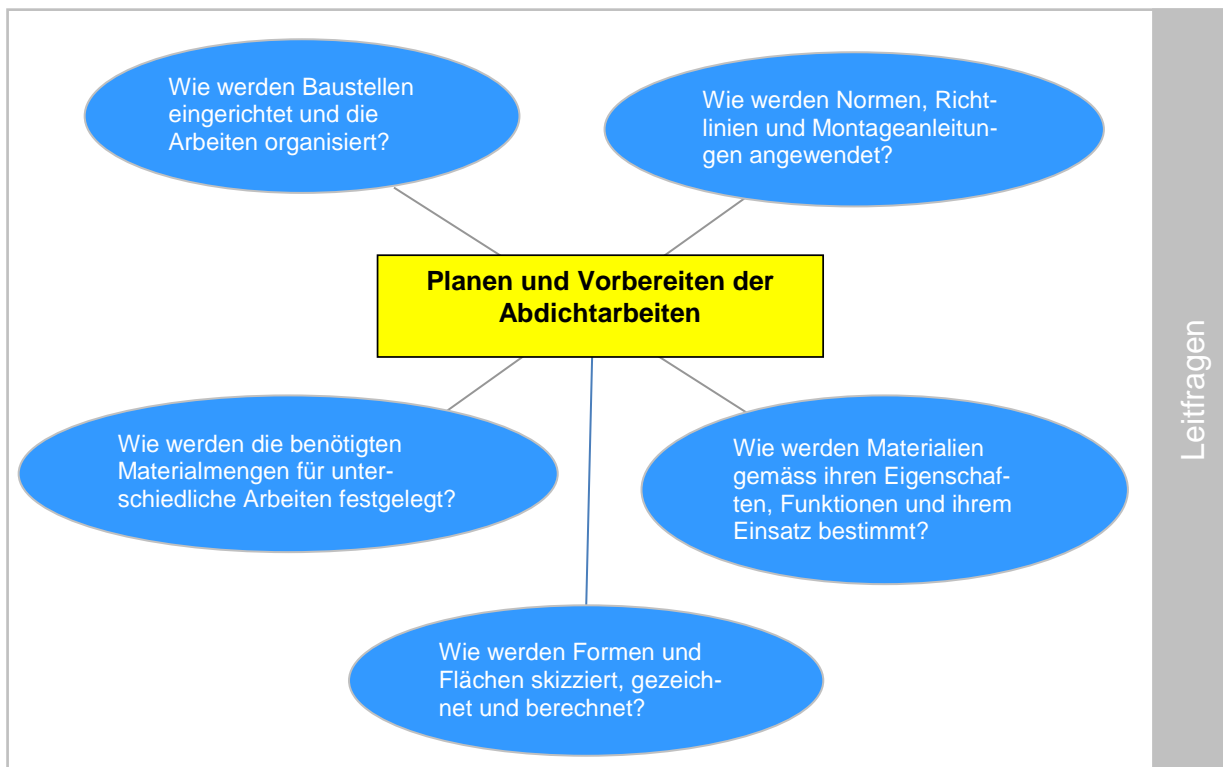 Wie werden Baustellen
eingerichtet und die
Arbeiten organisiert?
Wie werden Normen, Richt-
linien und Montageanleitun-
gen angewendet?
Planen und Vorbereiten der
Abdichtarbeiten
Wie werden die benötigten
Materialmengen für unter-
schiedliche Arbeiten festgelegt?
Wie werden Materialien
gemäss ihren Eigenschaf-
ten, Funktionen und ihrem
Einsatz bestimmt?
Wie werden Formen und
Flächen skizziert, gezeich-
net und berechnet?
Leitfragen